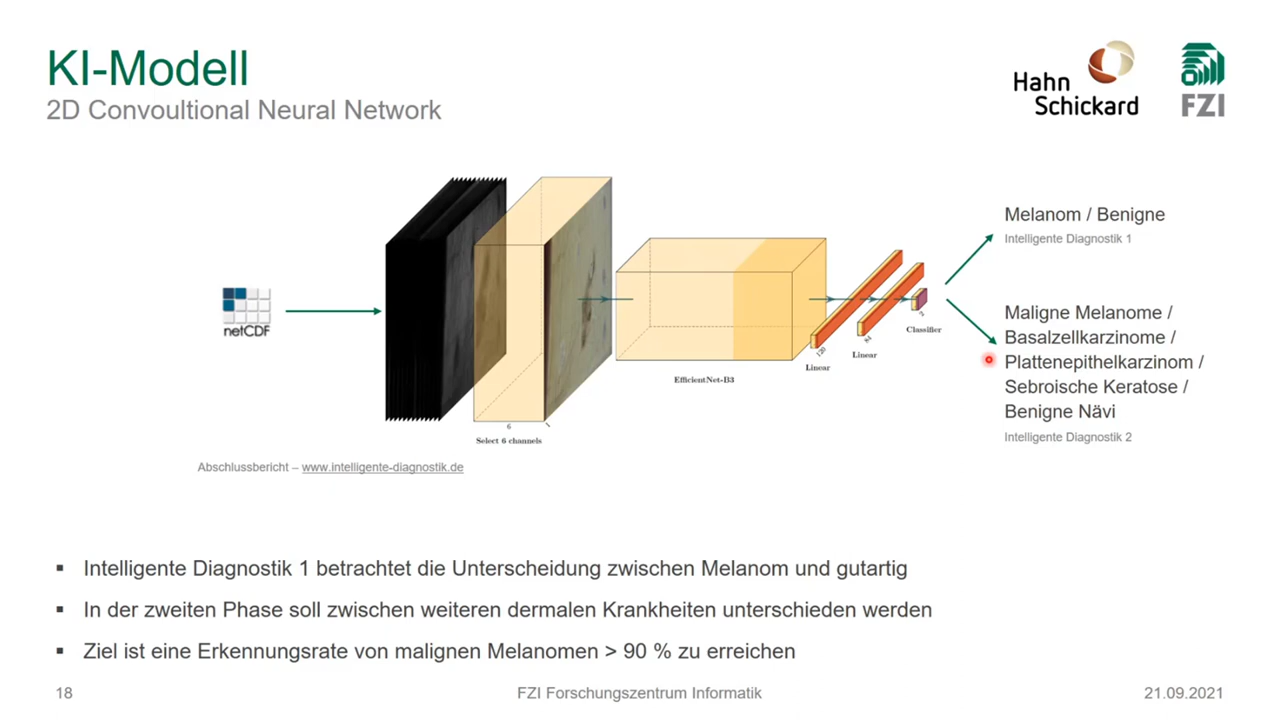 KI-Modell
2D Convoultional Neural Network
Hahn
Schickard
FZI
netCDF
6
1
Select 6 channels
EfficientNet-B3
120
Linear
84
Linear
2
Classifier
Melanom / Benigne
Intelligente Diagnostik 1
Maligne Melanome /
Basalzellkarzinome /
Plattenepithelkarzinom /
Sebroische Keratose /
Benigne Nävi
Intelligente Diagnostik 2
Abschlussbericht – www.intelligente-diagnostik.de
▪ Intelligente Diagnostik 1 betrachtet die Unterscheidung zwischen Melanom und gutartig
▪ In der zweiten Phase soll zwischen weiteren dermalen Krankheiten unterschieden werden
▪ Ziel ist eine Erkennungsrate von malignen Melanomen > 90 % zu erreichen
18
FZI Forschungszentrum Informatik
21.09.2021